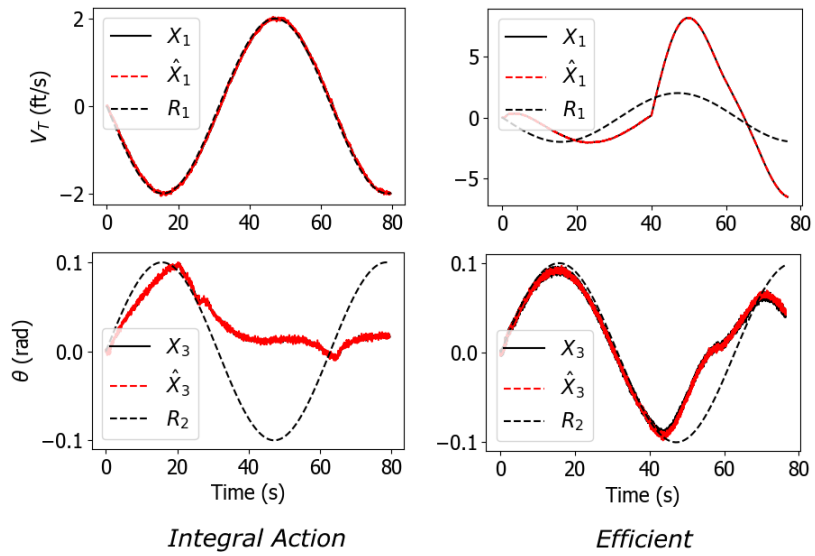 2
0
−2
V_T (ft/s)
X_1
X̂_1
R_1
0 20 40 60 80
5
0
−5
X_1
X̂_1
R_1
0 20 40 60 80
0.1
0.0
−0.1
θ (rad)
X_3
X̂_3
R_2
0 20 40 60 80
Time (s)
0.1
0.0
−0.1
X_3
X̂_3
R_2
0 20 40 60 80
Time (s)
Integral Action
Efficient